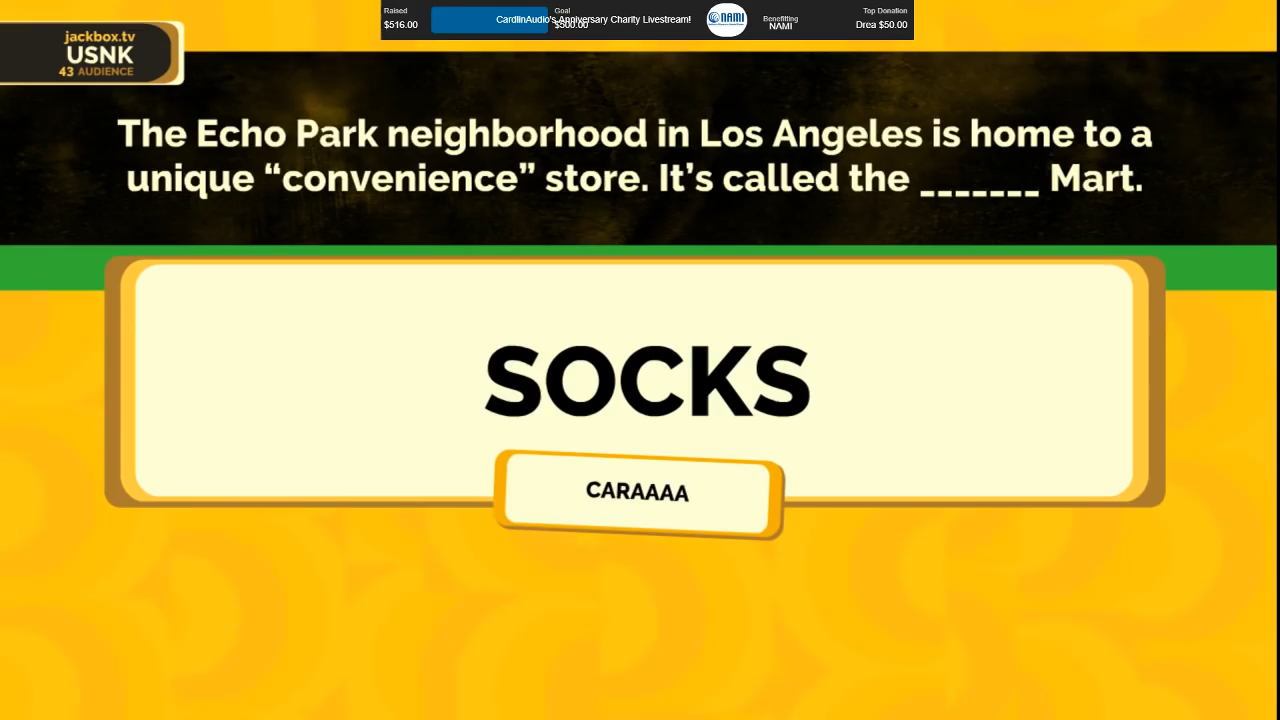 Raised
$516.00
CardlinAudio's Anniversary Charity Livestream!
Goal
$500.00
NAMI
Benefitting
NAMI
Top Donation
Drea $50.00
jackbox.tv
USNK
43 AUDIENCE
The Echo Park neighborhood in Los Angeles is home to a
unique “convenience” store. It’s called the _______ Mart.
SOCKS
CARAAAA